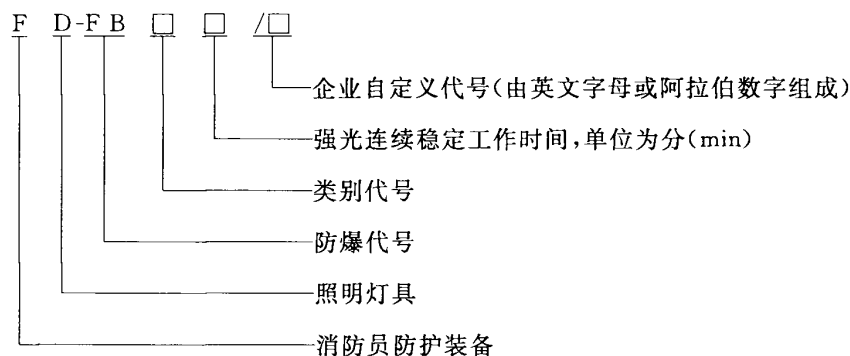 F D-FB□ □ /□
企业自定义代号(由英文字母或阿拉伯数字组成)
强光连续稳定工作时间,单位为分(min)
类别代号
防爆代号
照明灯具
消防员防护装备